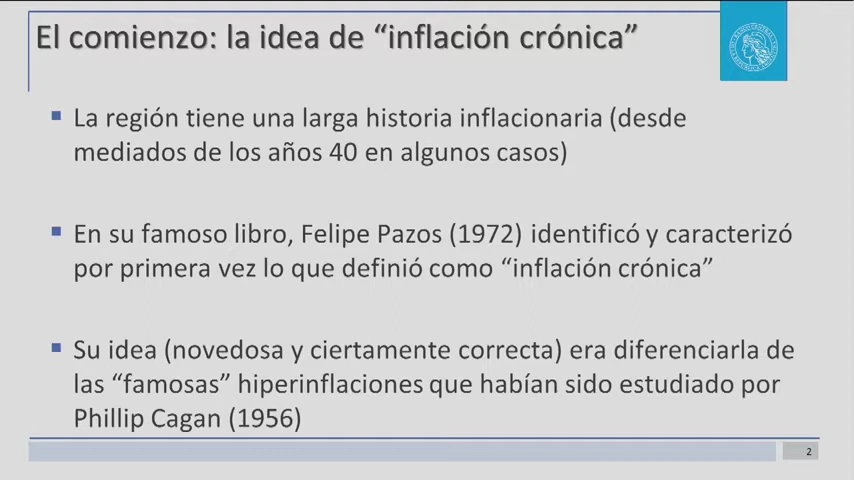 El comienzo: la idea de “inflación crónica”
La región tiene una larga historia inflacionaria (desde
mediados de los años 40 en algunos casos)
En su famoso libro, Felipe Pazos (1972) identificó y caracterizó
por primera vez lo que definió como “inflación crónica”
Su idea (novedosa y ciertamente correcta) era diferenciarla de
las “famosas” hiperinflaciones que habían sido estudiado por
Phillip Cagan (1956)
2